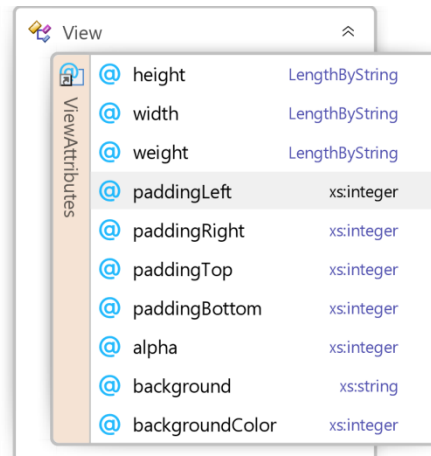 View
ViewAttributes
@ height LengthByString
@ width LengthByString
@ weight LengthByString
@ paddingLeft xs:integer
@ paddingRight xs:integer
@ paddingTop xs:integer
@ paddingBottom xs:integer
@ alpha xs:integer
@ background xs:string
@ backgroundColor xs:integer